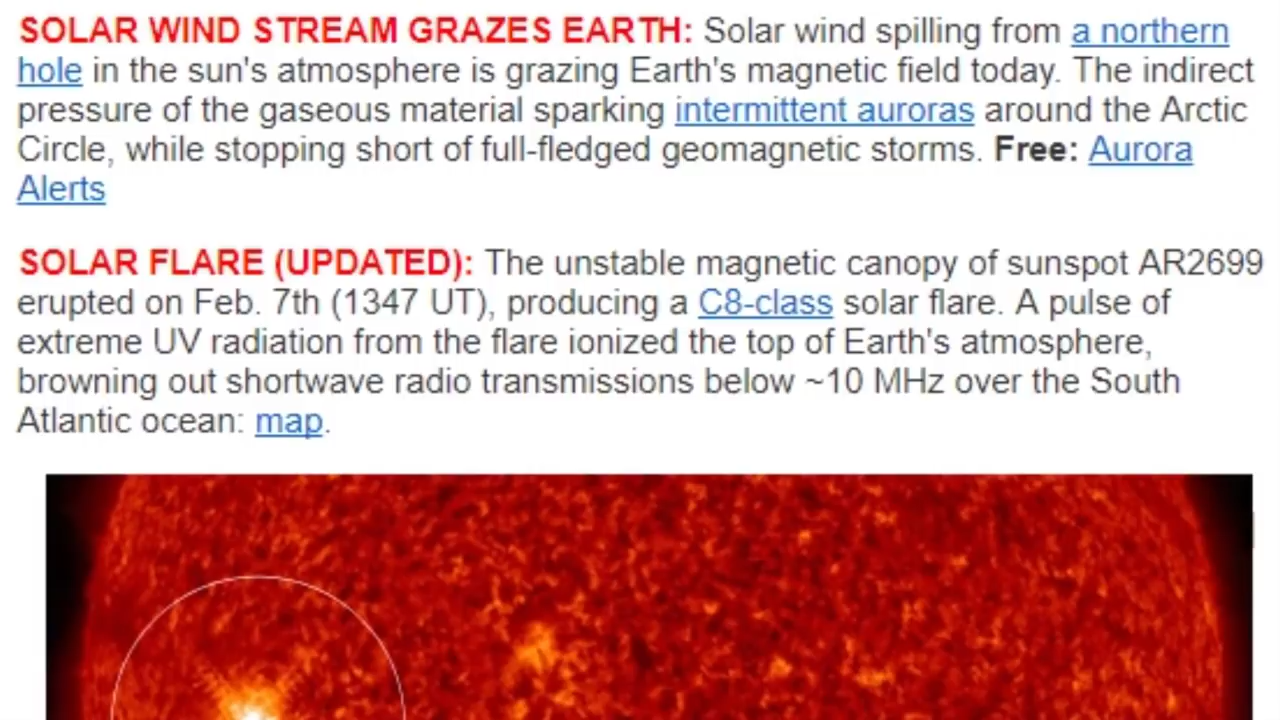 SOLAR WIND STREAM GRAZES EARTH: Solar wind spilling from a northern
hole in the sun's atmosphere is grazing Earth's magnetic field today. The indirect
pressure of the gaseous material sparking intermittent auroras around the Arctic
Circle, while stopping short of full-fledged geomagnetic storms. Free: Aurora
Alerts
SOLAR FLARE (UPDATED): The unstable magnetic canopy of sunspot AR2699
erupted on Feb. 7th (1347 UT), producing a C8-class solar flare. A pulse of
extreme UV radiation from the flare ionized the top of Earth's atmosphere,
browning out shortwave radio transmissions below ~10 MHz over the South
Atlantic ocean: map.